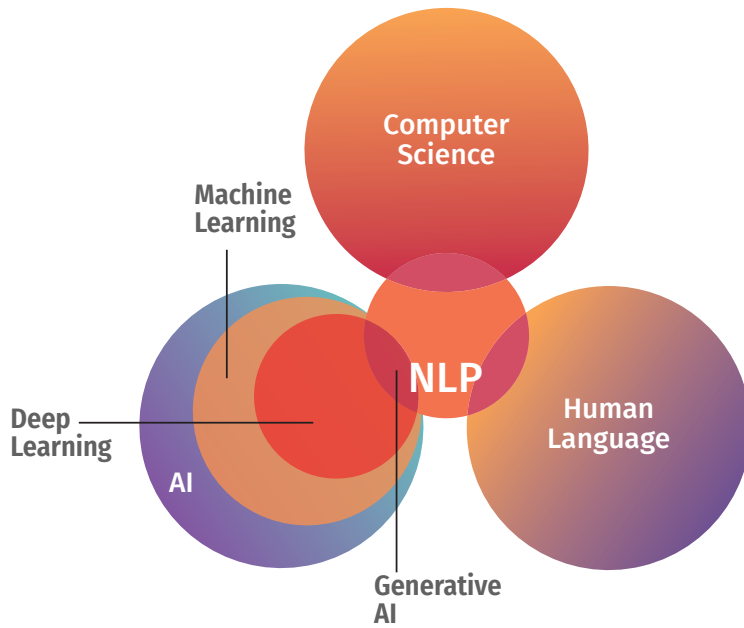 Computer
Science
Machine
Learning
NLP
Deep
Learning
Human
Language
AI
Generative
AI